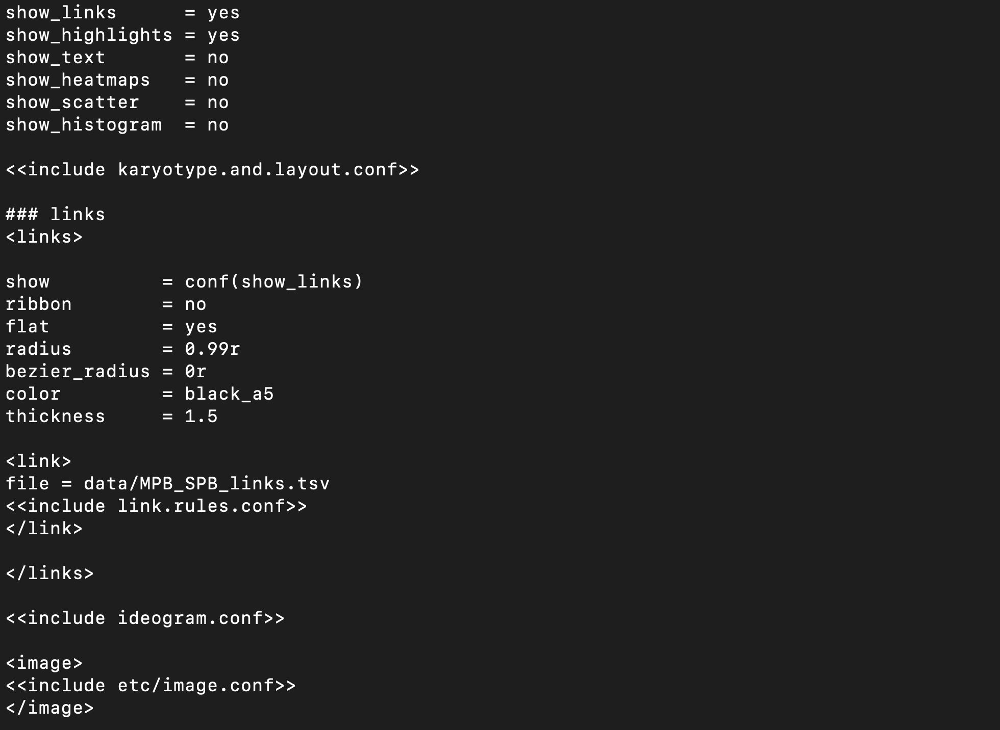 show_links      = yes
show_highlights = yes
show_text       = no
show_heatmaps   = no
show_scatter    = no
show_histogram  = no

<<include karyotype.and.layout.conf>>

### links
<links>

show          = conf(show_links)
ribbon        = no
flat          = yes
radius        = 0.99r
bezier_radius = 0r
color         = black_a5
thickness     = 1.5

<link>
file = data/MPB_SPB_links.tsv
<<include link.rules.conf>>
</link>

</links>

<<include ideogram.conf>>

<image>
<<include etc/image.conf>>
</image>